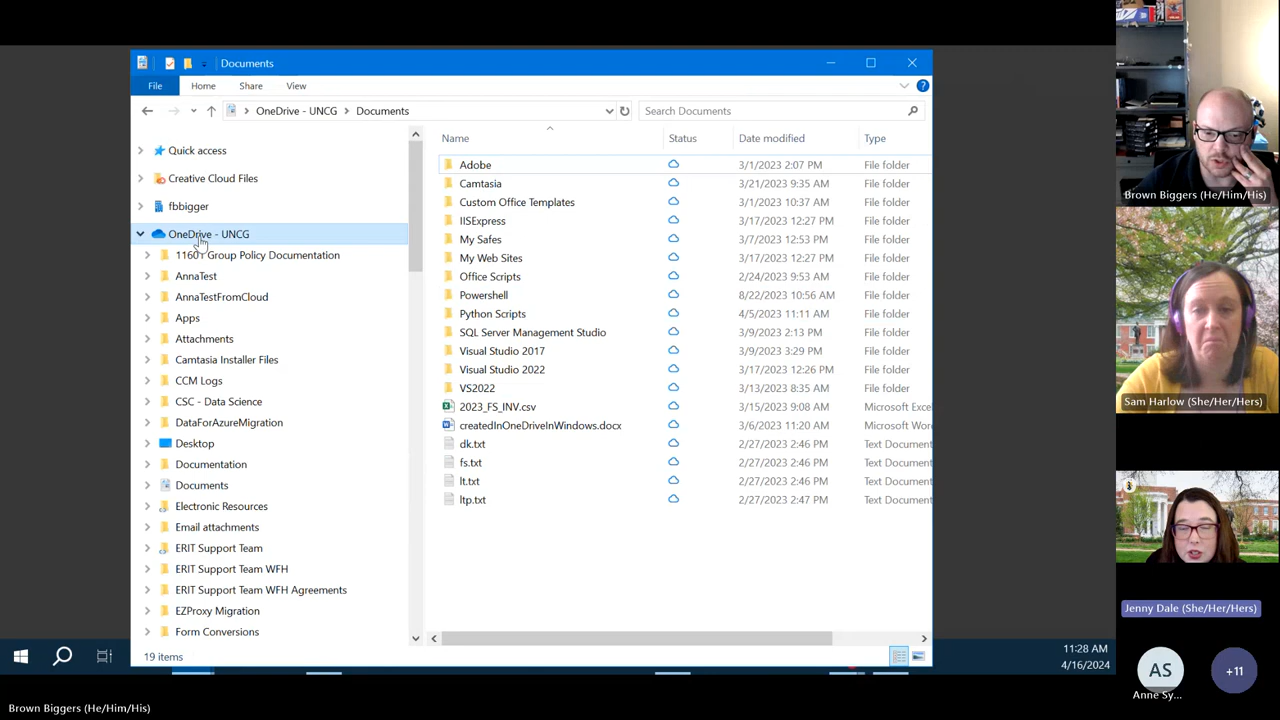 Documents
File Home Share View
OneDrive - UNCG Documents Search Documents
Name Status Date modified Type
Quick access
Creative Cloud Files
fbbigger
OneDrive - UNCG
1160 Group Policy Documentation
AnnaTest
AnnaTestFromCloud
Apps
Attachments
Camtasia Installer Files
CCM Logs
CSC - Data Science
DataForAzureMigration
Desktop
Documentation
Documents
Electronic Resources
Email attachments
ERIT Support Team
ERIT Support Team WFH
ERIT Support Team WFH Agreements
EZProxy Migration
Form Conversions
Adobe 3/1/2023 2:07 PM File folder
Camtasia 3/21/2023 9:35 AM File folder
Custom Office Templates 3/1/2023 10:37 AM File folder
IISExpress 3/17/2023 12:27 PM File folder
My Safes 3/7/2023 12:53 PM File folder
My Web Sites 3/17/2023 12:27 PM File folder
Office Scripts 2/24/2023 9:53 AM File folder
Powershell 8/22/2023 10:56 AM File folder
Python Scripts 4/5/2023 11:11 AM File folder
SQL Server Management Studio 3/9/2023 2:13 PM File folder
Visual Studio 2017 3/9/2023 3:29 PM File folder
Visual Studio 2022 3/17/2023 12:26 PM File folder
VS2022 3/13/2023 8:35 AM File folder
2023_FS_INV.csv 3/15/2023 9:08 AM Microsoft Exce
createdInOneDriveInWindows.docx 3/6/2023 11:20 AM Microsoft Wor
dk.txt 2/27/2023 2:46 PM Text Document
fs.txt 2/27/2023 2:46 PM Text Document
lt.txt 2/27/2023 2:46 PM Text Document
ltp.txt 2/27/2023 2:47 PM Text Document
19 items
11:28 AM
4/16/2024
Brown Biggers (He/Him/His)
Brown Biggers (He/Him/His)
Sam Harlow (She/Her/Hers)
Jenny Dale (She/Her/Hers)
AS
Anne Sy...
+11